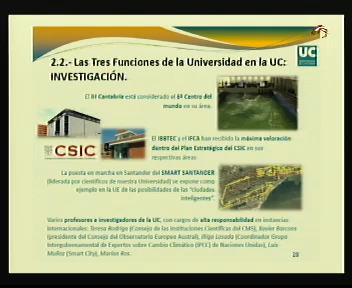 UC
2.2.- Las Tres Funciones de la Universidad en la UC:
INVESTIGACIÓN.
El IH Cantabria está considerado el 6º Centro del
mundo en su área.
El IBBTEC y el IFCA han recibido la máxima valoración
dentro del Plan Estratégico del CSIC en sus
respectivas áreas
CSIC
La puesta en marcha en Santander del SMART SANTANDER
(liderada por científicos de nuestra Universidad) se expone como
ejemplo en la UE de las posibilidades de las "ciudades
inteligentes".
Varios profesores e investigadores de la UC, con cargos de alta responsabilidad en instancias
internacionales: Teresa Rodrigo (Consejo de las Instituciones Científicas del CMS), Xavier Barcons
(presidente del Consejo del Observatorio Europeo Austral), Iñigo Losada (Coordinador Grupo
Intergubernamental de Expertos sobre Cambio Climático (IPCC) de Naciones Unidas), Luis
Muñoz (Smart City), Marian Ros.
20